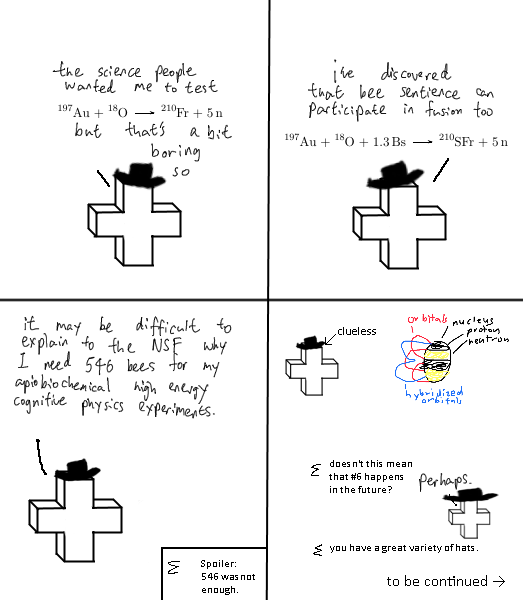 the science people
wanted me to test
¹⁹⁷Au + ¹⁸O ⟶ ²¹⁰Fr + 5 n
but that's a bit
boring
so
i've discovered
that bee sentience can
participate in fusion too
¹⁹⁷Au + ¹⁸O + 1.3 Bs ⟶ ²¹⁰SFr + 5 n
it may be difficult to
explain to the NSF why
I need 546 bees for my
apiobiochemical high energy
cognitive physics experiments.
Spoiler:
546 was not
enough.
clueless
orbitals
nucleus
proton
neutron
hybridized
orbitals
doesn't this mean
that #6 happens
in the future?
Perhaps.
you have a great variety of hats.
to be continued →